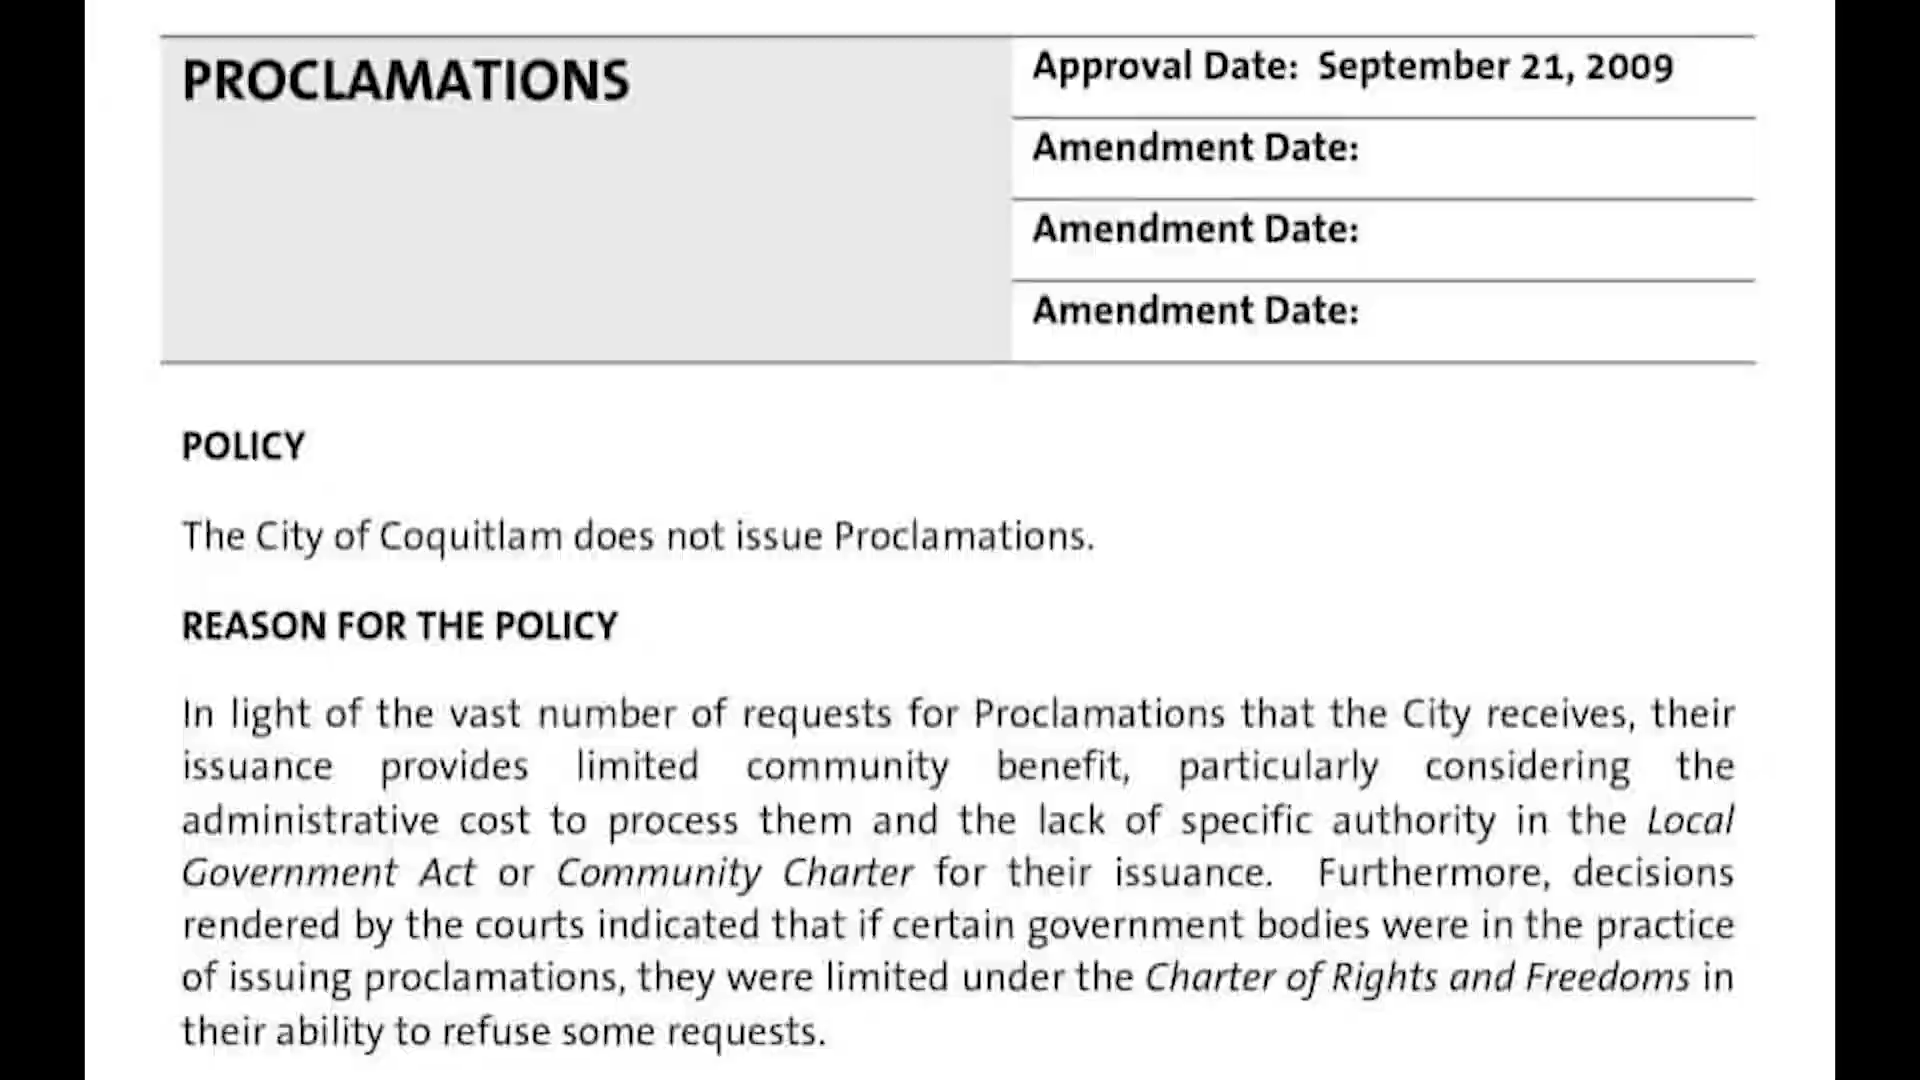 PROCLAMATIONS
Approval Date: September 21, 2009
Amendment Date:
Amendment Date:
Amendment Date:
POLICY
The City of Coquitlam does not issue Proclamations.
REASON FOR THE POLICY
In light of the vast number of requests for Proclamations that the City receives, their
issuance provides limited community benefit, particularly considering the
administrative cost to process them and the lack of specific authority in the Local
Government Act or Community Charter for their issuance. Furthermore, decisions
rendered by the courts indicated that if certain government bodies were in the practice
of issuing proclamations, they were limited under the Charter of Rights and Freedoms in
their ability to refuse some requests.